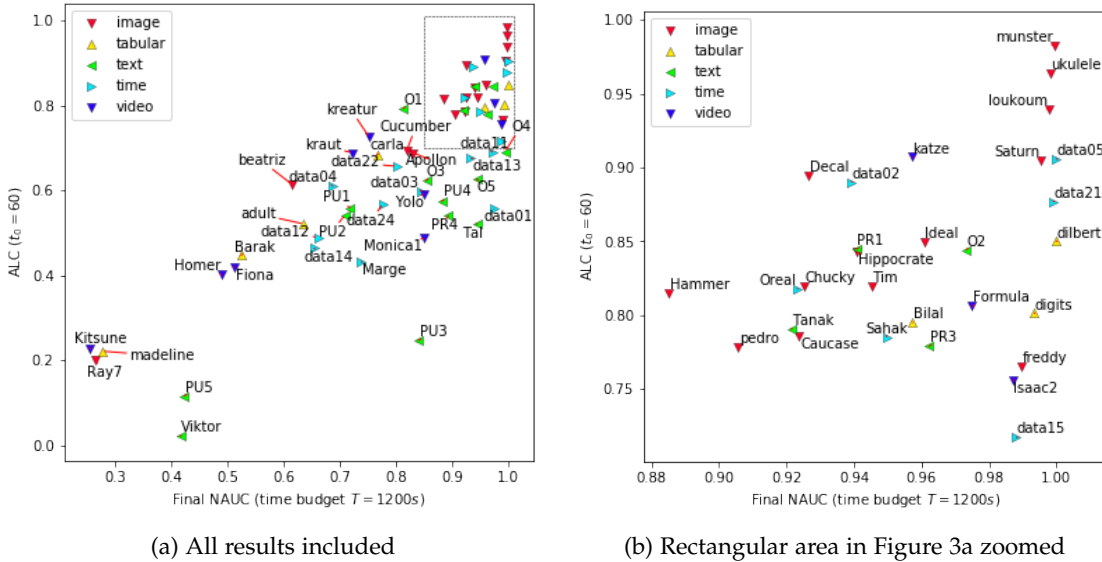 image
tabular
text
time
video
1.0
0.8
0.6
0.4
0.2
0.0
ALC (t₀ = 60)
0.3 0.4 0.5 0.6 0.7 0.8 0.9 1.0
Final NAUC (time budget T = 1200s)
O1
kreatur
Cucumber
O4
kraut
carla
data11
beatriz
data22
Apollon
data13
data04
data03
O3
O5
PU1
Yolo
PU4
adult
data24
data01
data12
PU2
PR4
Tal
Barak
data14
Monica1
Homer
Fiona
Marge
Kitsune
madeline
Ray7
PU3
PU5
Viktor
(a) All results included
image
tabular
text
time
video
1.00
0.95
0.90
0.85
0.80
0.75
ALC (t₀ = 60)
0.88 0.90 0.92 0.94 0.96 0.98 1.00
Final NAUC (time budget T = 1200s)
munster
ukulele
loukoum
katze
Saturn
data05
Decal
data02
data21
PR1
Ideal
O2
dilbert
Hippocrate
Hammer
Oreal
Chucky
Tim
Formula
digits
Tanak
Sahak
Bilal
pedro
Caucase
PR3
freddy
Isaac2
data15
(b) Rectangular area in Figure 3a zoomed